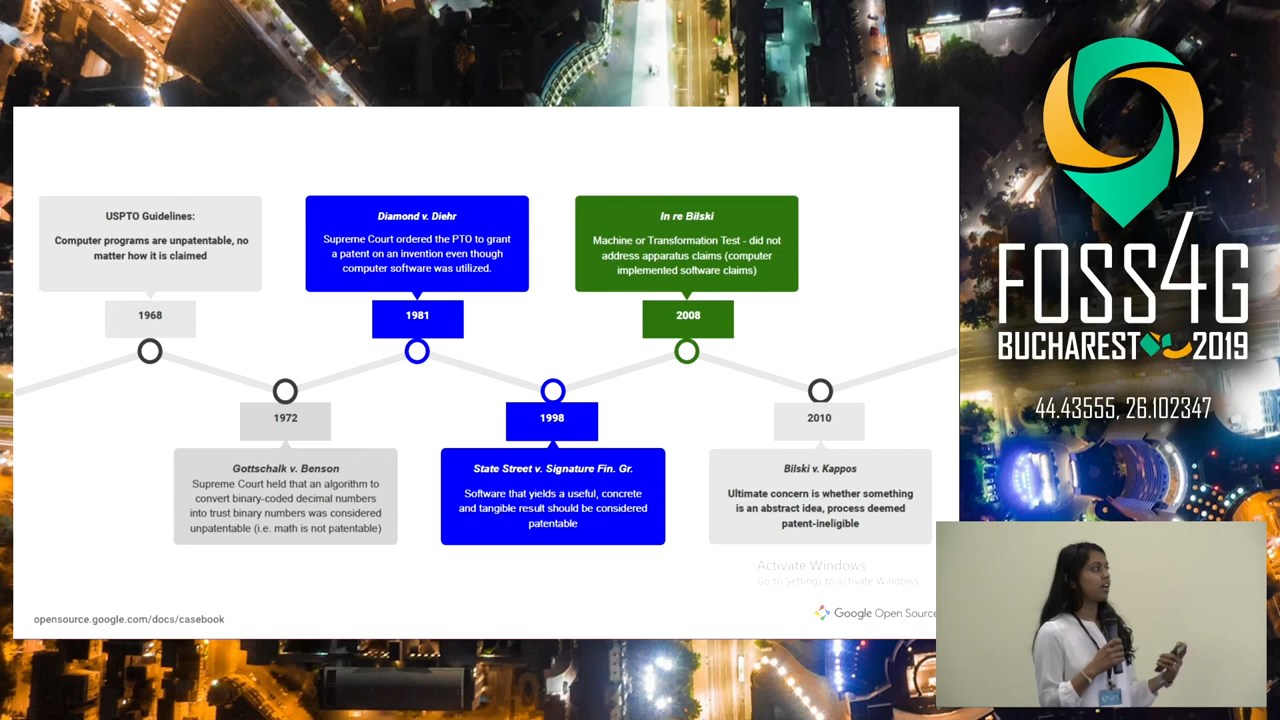 USPTO Guidelines:
Computer programs are unpatentable, no
matter how it is claimed
1968
Diamond v. Diehr
Supreme Court ordered the PTO to grant
a patent on an invention even though
computer software was utilized.
1981
In re Bilski
Machine or Transformation Test - did not
address apparatus claims (computer
implemented software claims)
2008
1972
Gottschalk v. Benson
Supreme Court held that an algorithm to
convert binary-coded decimal numbers
into trust binary numbers was considered
unpatentable (i.e. math is not patentable)
1998
State Street v. Signature Fin. Gr.
Software that yields a useful, concrete
and tangible result should be considered
patentable
2010
Bilski v. Kappos
Ultimate concern is whether something
is an abstract idea, process deemed
patent-ineligible
Activate Windows
Go to Settings to activate Windows.
opensource.google.com/docs/casebook
Google Open Source
FOSS4G
BUCHAREST 2019
44.43555, 26.102347